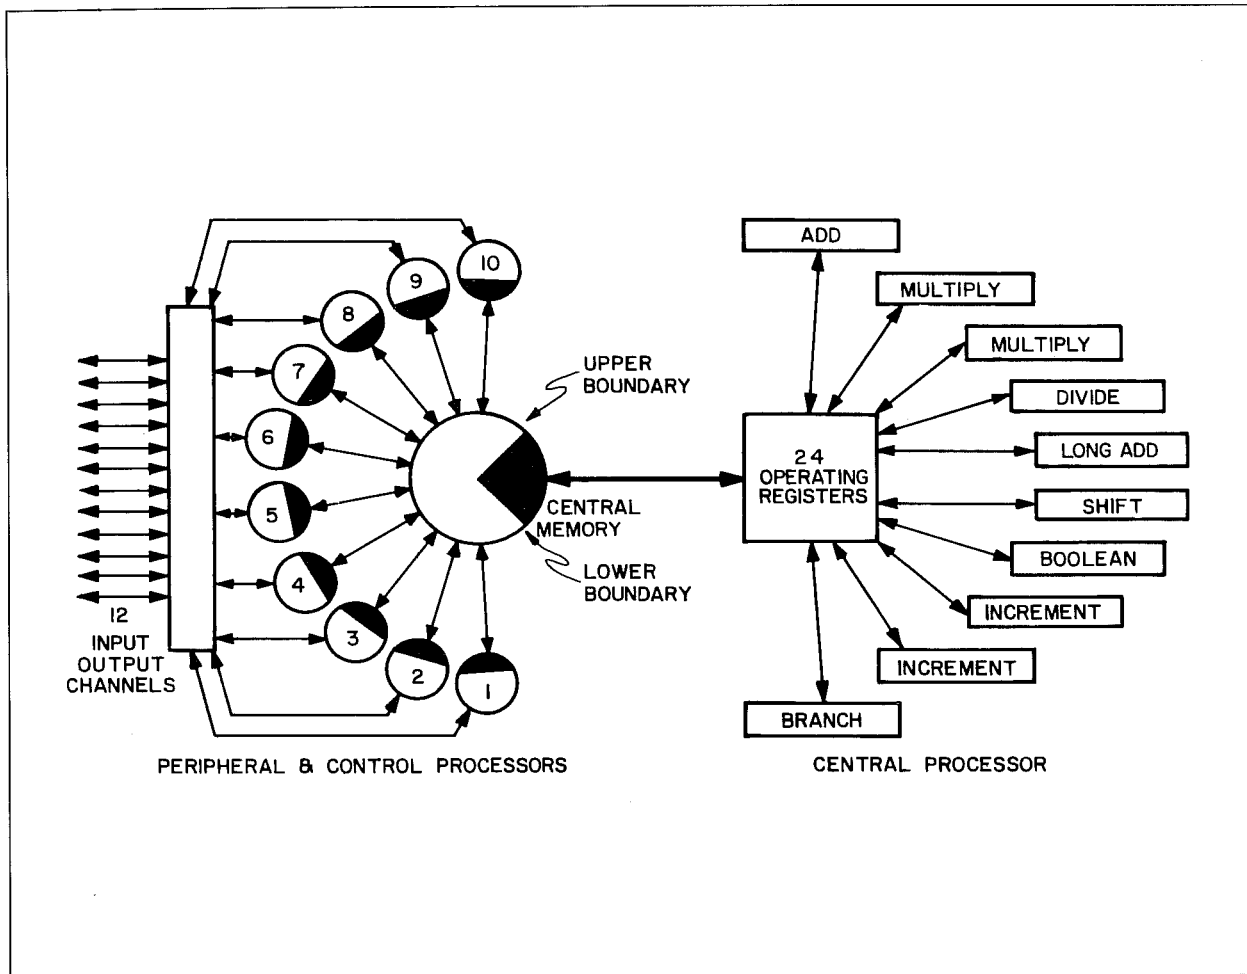 10
9
8
7
6
5
4
3
2
1
12
INPUT
OUTPUT
CHANNELS
UPPER
BOUNDARY
CENTRAL
MEMORY
LOWER
BOUNDARY
PERIPHERAL & CONTROL PROCESSORS
ADD
MULTIPLY
MULTIPLY
DIVIDE
LONG ADD
SHIFT
BOOLEAN
INCREMENT
INCREMENT
BRANCH
24
OPERATING
REGISTERS
CENTRAL PROCESSOR